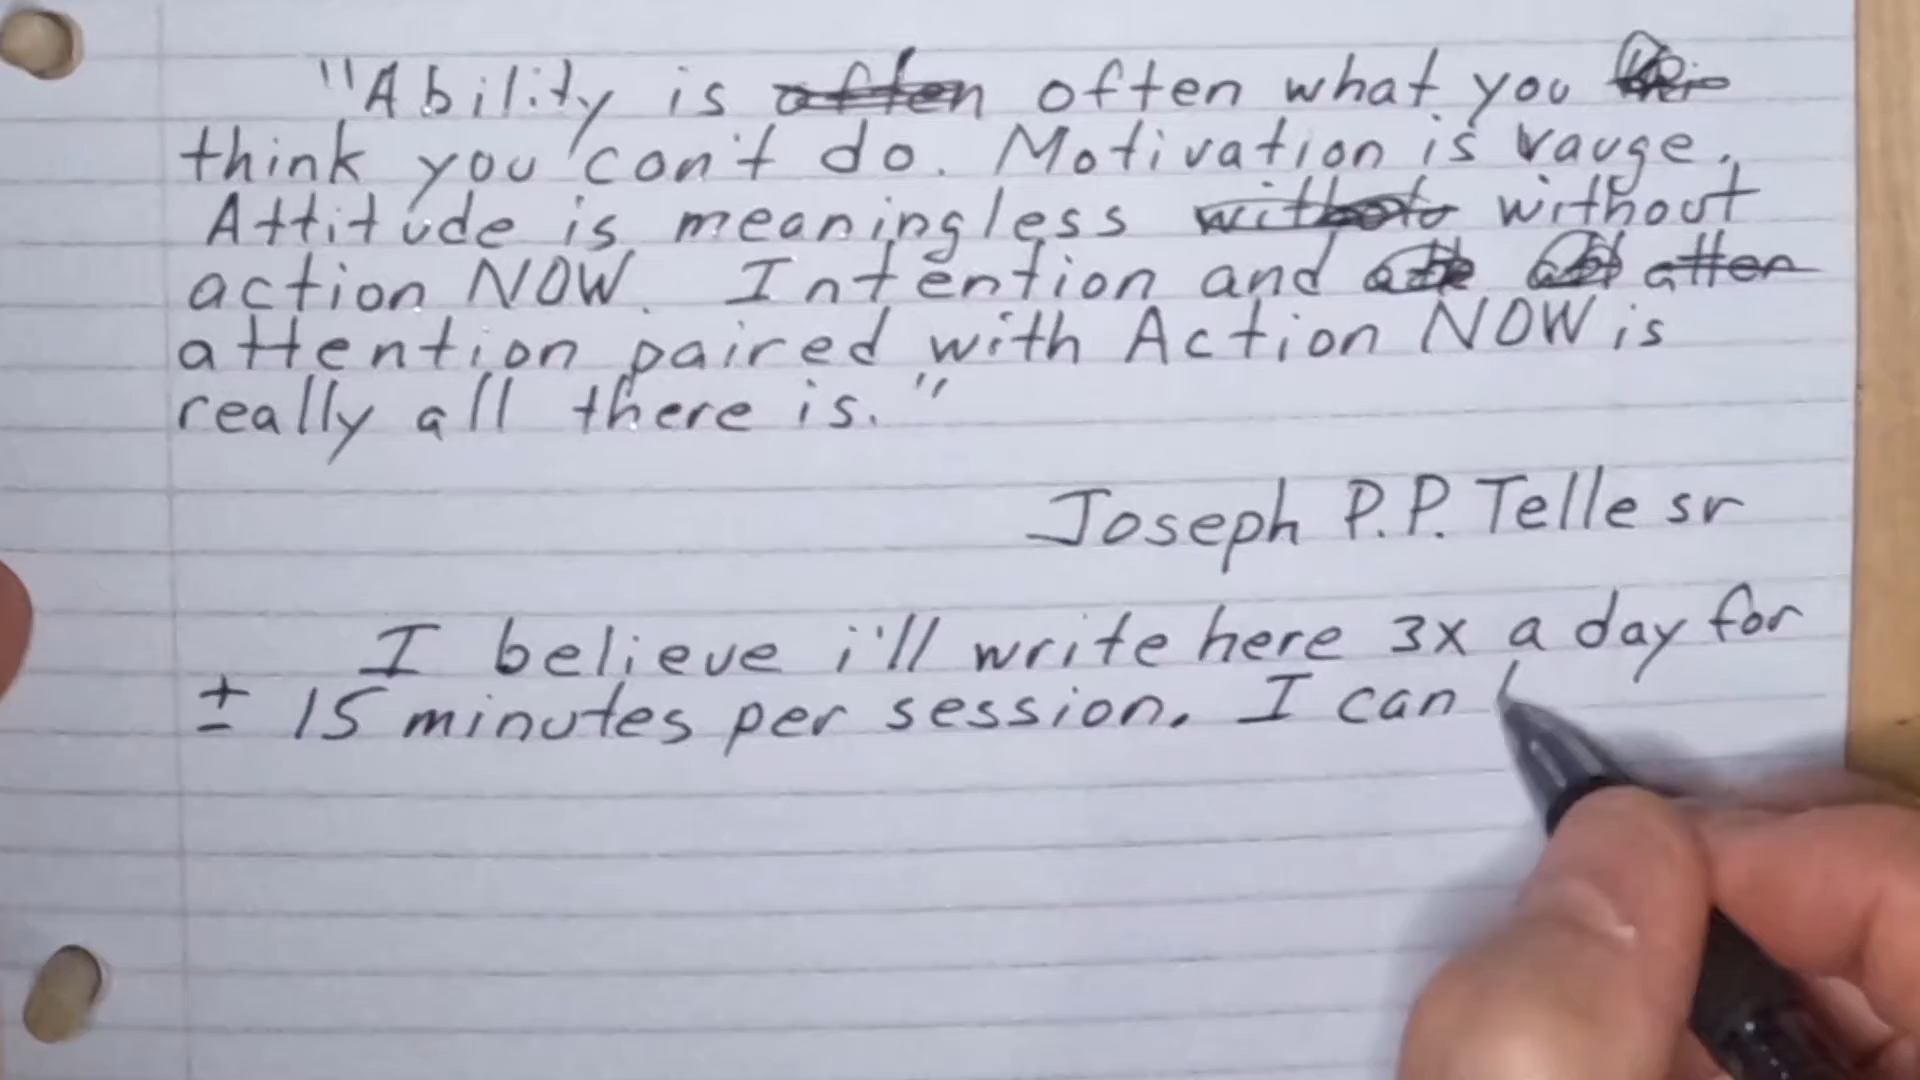 "Ability is often often what you
think you can't do. Motivation is vauge.
Attitude is meaningless without
action NOW. Intention and atten
attention paired with Action NOW is
really all there is."
Joseph P.P. Telle sr
I believe i'll write here 3x a day for
± 15 minutes per session. I can